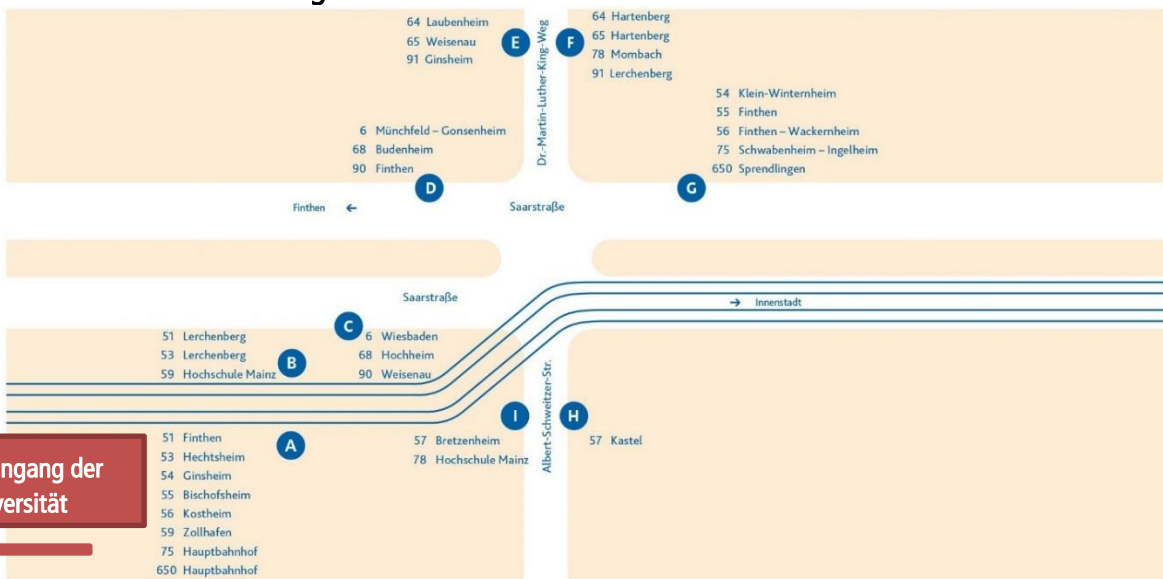 64 Laubenheim
65 Weisenau
91 Ginsheim
E
Dr.-Martin-Luther-King-Weg
F
64 Hartenberg
65 Hartenberg
78 Mombach
91 Lerchenberg
6 Münchfeld – Gonsenheim
68 Budenheim
90 Finthen
D
54 Klein-Winternheim
55 Finthen
56 Finthen – Wackernheim
75 Schwabenheim – Ingelheim
650 Sprendlingen
G
Finthen ←
Saarstraße
Saarstraße
→ Innenstadt
C
6 Wiesbaden
68 Hochheim
90 Weisenau
51 Lerchenberg
53 Lerchenberg
59 Hochschule Mainz
B
A
51 Finthen
53 Hechtsheim
54 Ginsheim
55 Bischofsheim
56 Kostheim
59 Zollhafen
75 Hauptbahnhof
650 Hauptbahnhof
I
57 Bretzenheim
78 Hochschule Mainz
Albert-Schweitzer-Str.
H
57 Kastel
ngang der
versität